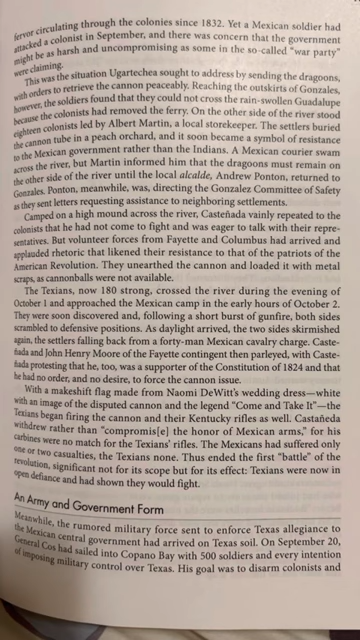 fervor circulating through the colonies since 1832. Yet a Mexican soldier had
attacked a colonist in September, and there was concern that the government
might be as harsh and uncompromising as some in the so-called "war party"
were claiming.
This was the situation Ugartechea sought to address by sending the dragoons,
with orders to retrieve the cannon peaceably. Reaching the outskirts of Gonzales,
however, the soldiers found that they could not cross the rain-swollen Guadalupe
because the colonists had removed the ferry. On the other side of the river stood
eighteen colonists led by Albert Martin, a local storekeeper. The settlers buried
the cannon tube in a peach orchard, and it soon became a symbol of resistance
to the Mexican government rather than the Indians. A Mexican courier swam
across the river, but Martin informed him that the dragoons must remain on
the other side of the river until the local alcalde, Andrew Ponton, returned to
Gonzales. Ponton, meanwhile, was, directing the Gonzalez Committee of Safety
as they sent letters requesting assistance to neighboring settlements.
Camped on a high mound across the river, Casteñada vainly repeated to the
colonists that he had not come to fight and was eager to talk with their repre-
sentatives. But volunteer forces from Fayette and Columbus had arrived and
applauded rhetoric that likened their resistance to that of the patriots of the
American Revolution. They unearthed the cannon and loaded it with metal
scraps, as cannonballs were not available.
The Texians, now 180 strong, crossed the river during the evening of
October 1 and approached the Mexican camp in the early hours of October 2.
They were soon discovered and, following a short burst of gunfire, both sides
scrambled to defensive positions. As daylight arrived, the two sides skirmished
again, the settlers falling back from a forty-man Mexican cavalry charge. Caste-
ñada and John Henry Moore of the Fayette contingent then parleyed, with Caste-
ñada protesting that he, too, was a supporter of the Constitution of 1824 and that
he had no order, and no desire, to force the cannon issue.
With a makeshift flag made from Naomi DeWitt's wedding dress—white
with an image of the disputed cannon and the legend "Come and Take It"—the
Texians began firing the cannon and their Kentucky rifles as well. Castañeda
withdrew rather than "compromis[e] the honor of Mexican arms," for his
carbines were no match for the Texians' rifles. The Mexicans had suffered only
one or two casualties, the Texians none. Thus ended the first "battle" of the
revolution, significant not for its scope but for its effect: Texians were now in
open defiance and had shown they would fight.
An Army and Government Form
Meanwhile, the rumored military force sent to enforce Texian allegiance to
the Mexican central government had arrived on Texas soil. On September 20,
General Cos had sailed into Copano Bay with 500 soldiers and every intention
of imposing military control over Texas. His goal was to disarm colonists and